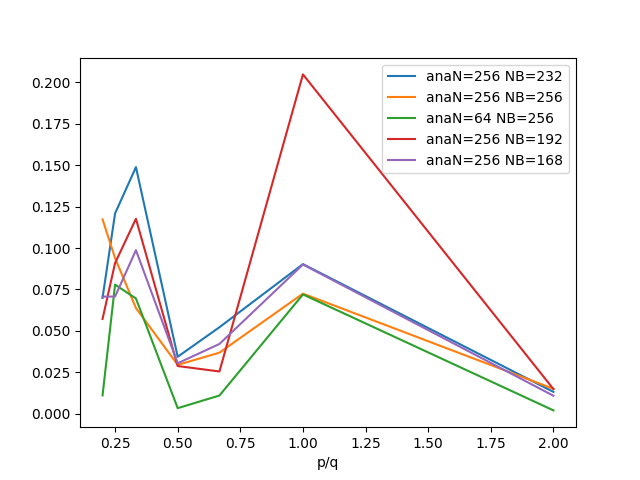 0.200
0.175
0.150
0.125
0.100
0.075
0.050
0.025
0.000
anaN=256 NB=232
anaN=256 NB=256
anaN=64 NB=256
anaN=256 NB=192
anaN=256 NB=168
0.25 0.50 0.75 1.00 1.25 1.50 1.75 2.00
p/q